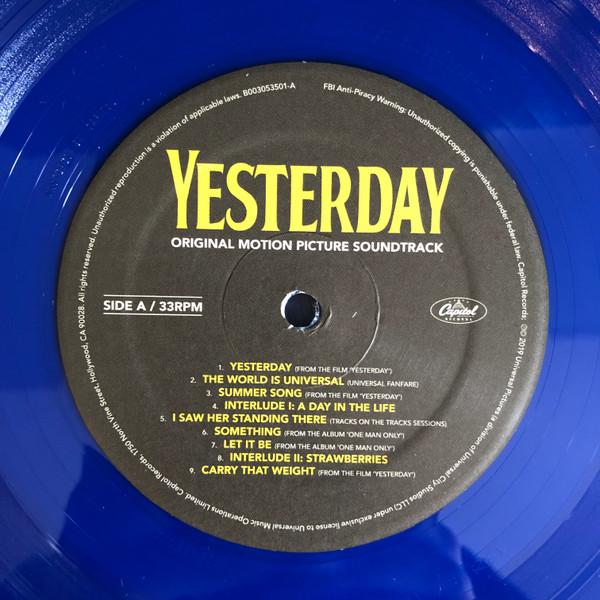 Unauthorized reproduction is a violation of applicable laws. B003053501-A
FBI Anti-Piracy Warning: Unauthorized copying is punishable under federal law. Capitol Records;
YESTERDAY
ORIGINAL MOTION PICTURE SOUNDTRACK
SIDE A / 33RPM
Capitol
RECORDS
1. YESTERDAY (FROM THE FILM 'YESTERDAY')
2. THE WORLD IS UNIVERSAL (UNIVERSAL FANFARE)
3. SUMMER SONG (FROM THE FILM 'YESTERDAY')
4. INTERLUDE I: A DAY IN THE LIFE
5. I SAW HER STANDING THERE (TRACKS ON THE TRACKS SESSIONS)
6. SOMETHING (FROM THE ALBUM 'ONE MAN ONLY')
7. LET IT BE (FROM THE ALBUM 'ONE MAN ONLY')
8. INTERLUDE II: STRAWBERRIES
9. CARRY THAT WEIGHT (FROM THE FILM 'YESTERDAY')
℗© 2019 Universal Pictures (a division of Universal City Studios LLC) under exclusive license to Universal Music Operations Limited. Capitol Records, 1750 North Vine Street, Hollywood, CA 90028. All rights reserved.